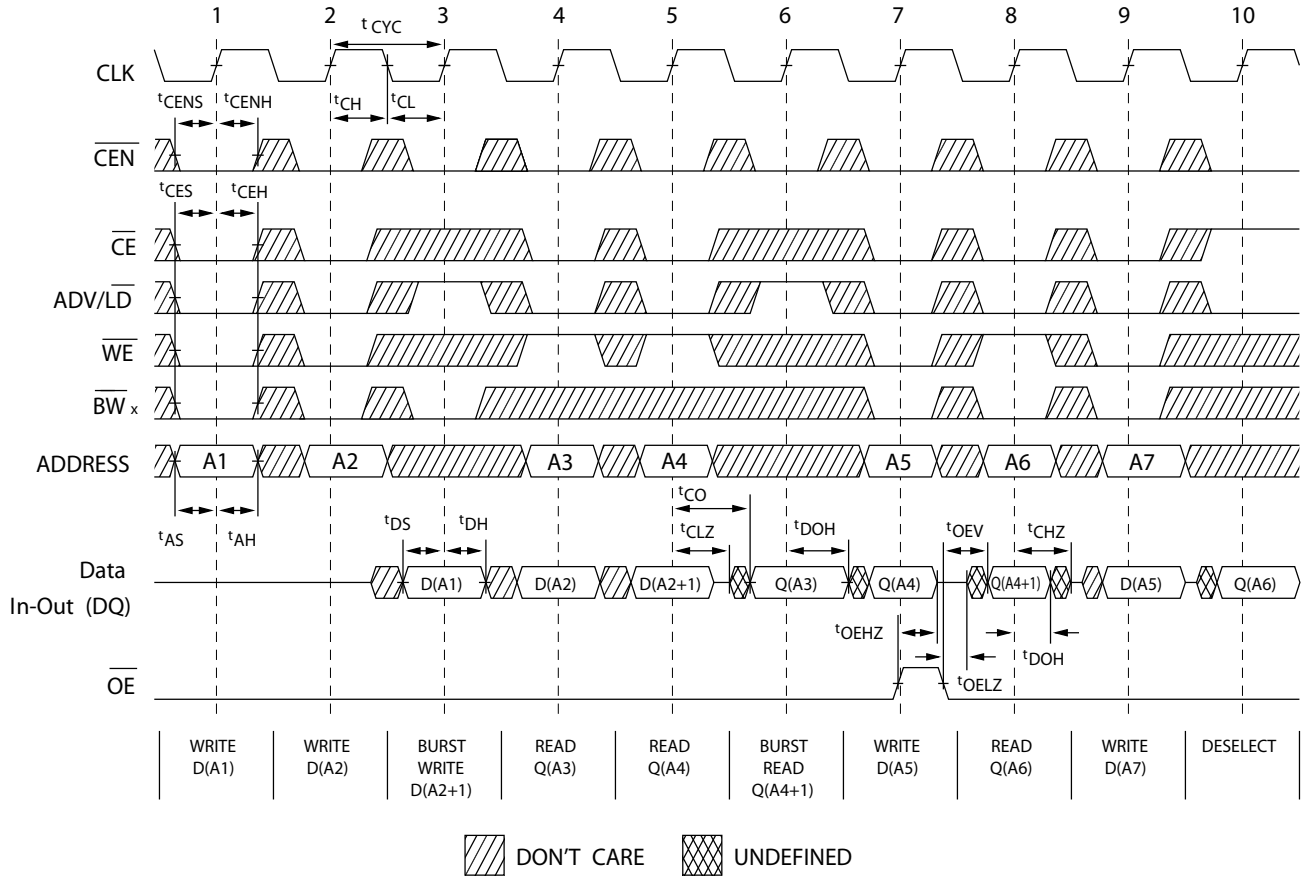 1 2 3 4 5 6 7 8 9 10
tCYC
CLK
tCENS tCENH tCH tCL
CEN
tCES tCEH
CE
ADV/LD
WE
BWx
ADDRESS A1 A2 A3 A4 A5 A6 A7
tCO
tAS tAH tDS tDH tCLZ tDOH tOEV tCHZ
Data In-Out (DQ) D(A1) D(A2) D(A2+1) Q(A3) Q(A4) Q(A4+1) D(A5) Q(A6)
tOEHZ tDOH
tOELZ
OE
WRITE D(A1)
WRITE D(A2)
BURST WRITE D(A2+1)
READ Q(A3)
READ Q(A4)
BURST READ Q(A4+1)
WRITE D(A5)
READ Q(A6)
WRITE D(A7)
DESELECT
DON'T CARE UNDEFINED